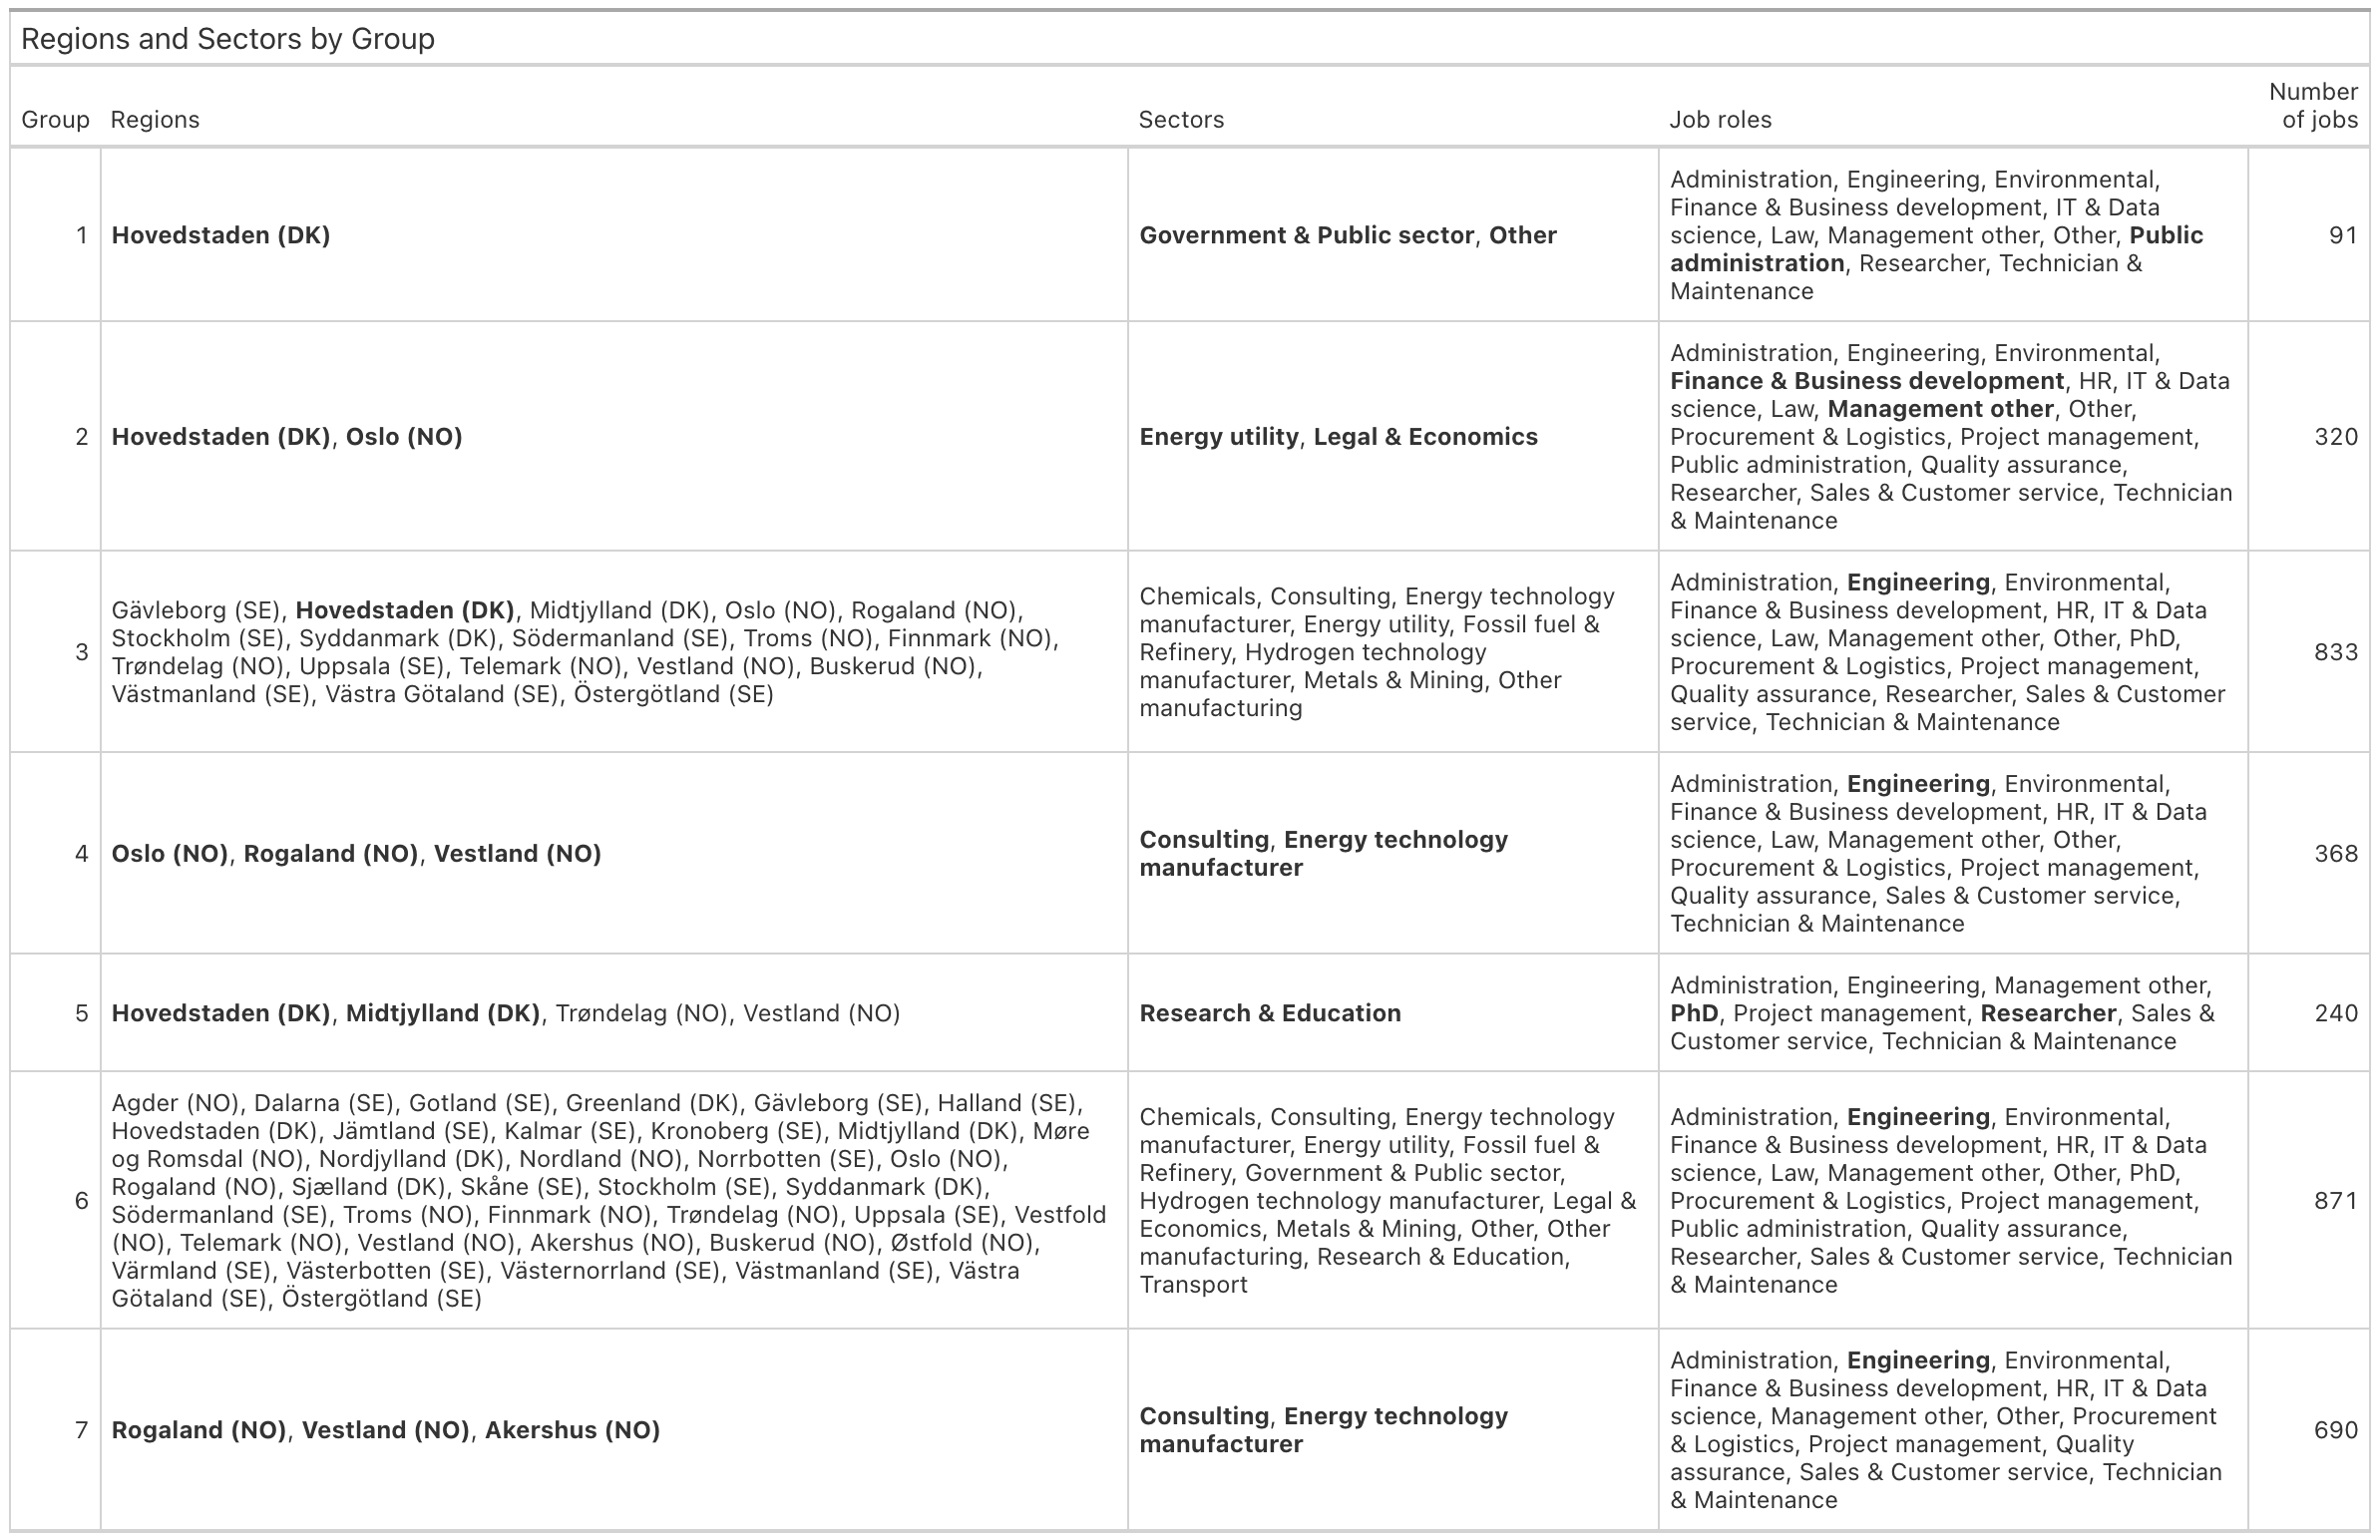 Regions and Sectors by Group
Group Regions Sectors Job roles Number of jobs
1
Hovedstaden (DK)
Government & Public sector, Other
Administration, Engineering, Environmental,
Finance & Business development, IT & Data
science, Law, Management other, Other, Public
administration, Researcher, Technician &
Maintenance
91
2
Hovedstaden (DK), Oslo (NO)
Energy utility, Legal & Economics
Administration, Engineering, Environmental,
Finance & Business development, HR, IT & Data
science, Law, Management other, Other,
Procurement & Logistics, Project management,
Public administration, Quality assurance,
Researcher, Sales & Customer service, Technician
& Maintenance
320
3
Gävleborg (SE), Hovedstaden (DK), Midtjylland (DK), Oslo (NO), Rogaland (NO),
Stockholm (SE), Syddanmark (DK), Södermanland (SE), Troms (NO), Finnmark (NO),
Trøndelag (NO), Uppsala (SE), Telemark (NO), Vestland (NO), Buskerud (NO),
Västmanland (SE), Västra Götaland (SE), Östergötland (SE)
Chemicals, Consulting, Energy technology
manufacturer, Energy utility, Fossil fuel &
Refinery, Hydrogen technology
manufacturer, Metals & Mining, Other
manufacturing
Administration, Engineering, Environmental,
Finance & Business development, HR, IT & Data
science, Law, Management other, Other, PhD,
Procurement & Logistics, Project management,
Quality assurance, Researcher, Sales & Customer
service, Technician & Maintenance
833
4
Oslo (NO), Rogaland (NO), Vestland (NO)
Consulting, Energy technology
manufacturer
Administration, Engineering, Environmental,
Finance & Business development, HR, IT & Data
science, Law, Management other, Other,
Procurement & Logistics, Project management,
Quality assurance, Sales & Customer service,
Technician & Maintenance
368
5
Hovedstaden (DK), Midtjylland (DK), Trøndelag (NO), Vestland (NO)
Research & Education
Administration, Engineering, Management other,
PhD, Project management, Researcher, Sales &
Customer service, Technician & Maintenance
240
6
Agder (NO), Dalarna (SE), Gotland (SE), Greenland (DK), Gävleborg (SE), Halland (SE),
Hovedstaden (DK), Jämtland (SE), Kalmar (SE), Kronoberg (SE), Midtjylland (DK), Møre
og Romsdal (NO), Nordjylland (DK), Nordland (NO), Norrbotten (SE), Oslo (NO),
Rogaland (NO), Sjælland (DK), Skåne (SE), Stockholm (SE), Syddanmark (DK),
Södermanland (SE), Troms (NO), Finnmark (NO), Trøndelag (NO), Uppsala (SE), Vestfold
(NO), Telemark (NO), Vestland (NO), Akershus (NO), Buskerud (NO), Østfold (NO),
Värmland (SE), Västerbotten (SE), Västernorrland (SE), Västmanland (SE), Västra
Götaland (SE), Östergötland (SE)
Chemicals, Consulting, Energy technology
manufacturer, Energy utility, Fossil fuel &
Refinery, Government & Public sector,
Hydrogen technology manufacturer, Legal &
Economics, Metals & Mining, Other, Other
manufacturing, Research & Education,
Transport
Administration, Engineering, Environmental,
Finance & Business development, HR, IT & Data
science, Law, Management other, Other, PhD,
Procurement & Logistics, Project management,
Public administration, Quality assurance,
Researcher, Sales & Customer service, Technician
& Maintenance
871
7
Rogaland (NO), Vestland (NO), Akershus (NO)
Consulting, Energy technology
manufacturer
Administration, Engineering, Environmental,
Finance & Business development, HR, IT & Data
science, Management other, Other, Procurement
& Logistics, Project management, Quality
assurance, Sales & Customer service, Technician
& Maintenance
690